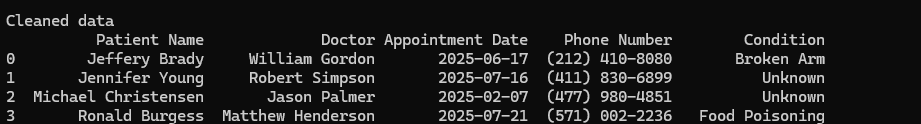 Cleaned data
Patient Name Doctor Appointment Date Phone Number Condition
0 Jeffery Brady William Gordon 2025-06-17 (212) 410-8080 Broken Arm
1 Jennifer Young Robert Simpson 2025-07-16 (411) 830-6899 Unknown
2 Michael Christensen Jason Palmer 2025-02-07 (477) 980-4851 Unknown
3 Ronald Burgess Matthew Henderson 2025-07-21 (571) 002-2236 Food Poisoning